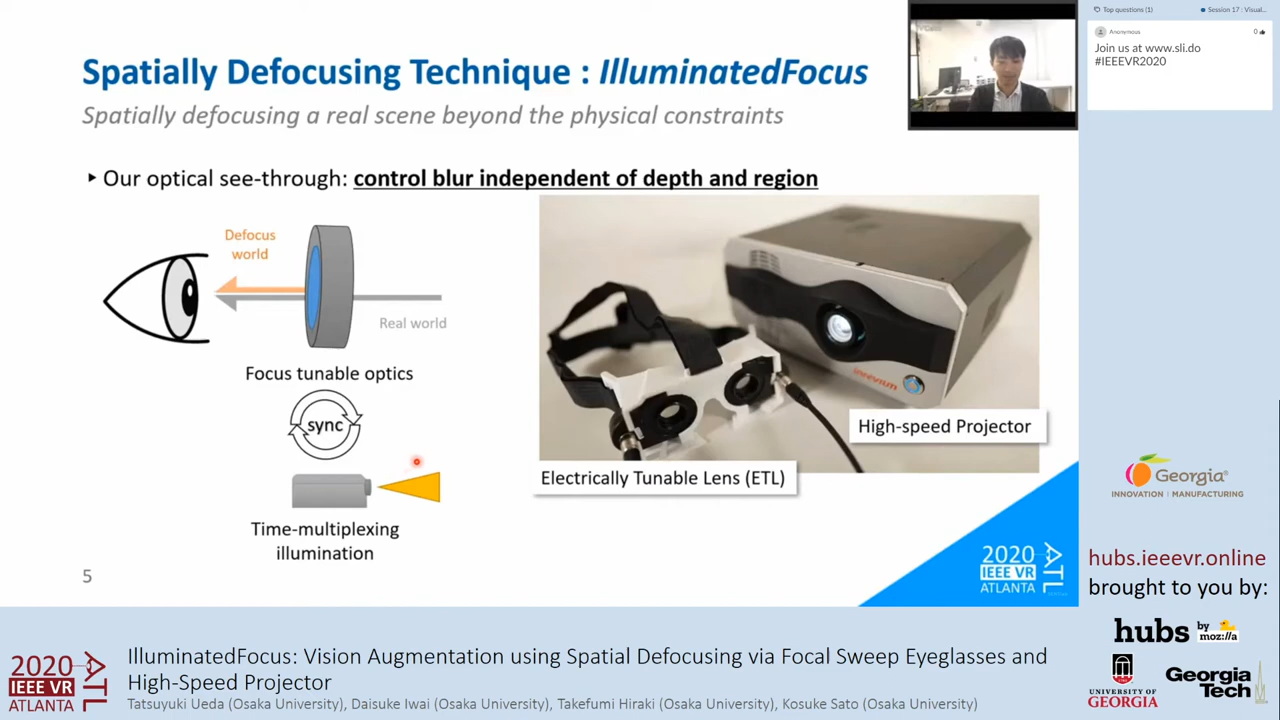 Spatially Defocusing Technique : IlluminatedFocus
Spatially defocusing a real scene beyond the physical constraints
Our optical see-through: control blur independent of depth and region
Defocus
world
Real world
Focus tunable optics
sync
Time-multiplexing
illumination
High-speed Projector
Electrically Tunable Lens (ETL)
5
2020
IEEE VR
ATLANTA
ATL
Top questions (1)
Session 17 : Visual...
Anonymous
0
Join us at www.sli.do
#IEEEVR2020
Georgia®
INNOVATION | MANUFACTURING
hubs.ieeevr.online
brought to you by:
hubs by
moz://a
UNIVERSITY OF
GEORGIA
Georgia
Tech
2020
IEEE VR
ATLANTA
ATL
IlluminatedFocus: Vision Augmentation using Spatial Defocusing via Focal Sweep Eyeglasses and
High-Speed Projector
Tatsuyuki Ueda (Osaka University), Daisuke Iwai (Osaka University), Takefumi Hiraki (Osaka University), Kosuke Sato (Osaka University)